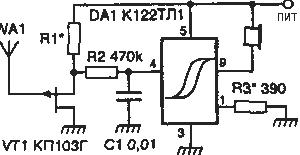 DA1 К122ТЛ1
ПИТ
WA1
R1*
5
R2 470k
4
9
1
R3* 390
VT1 КП103Г
C1 0,01
3